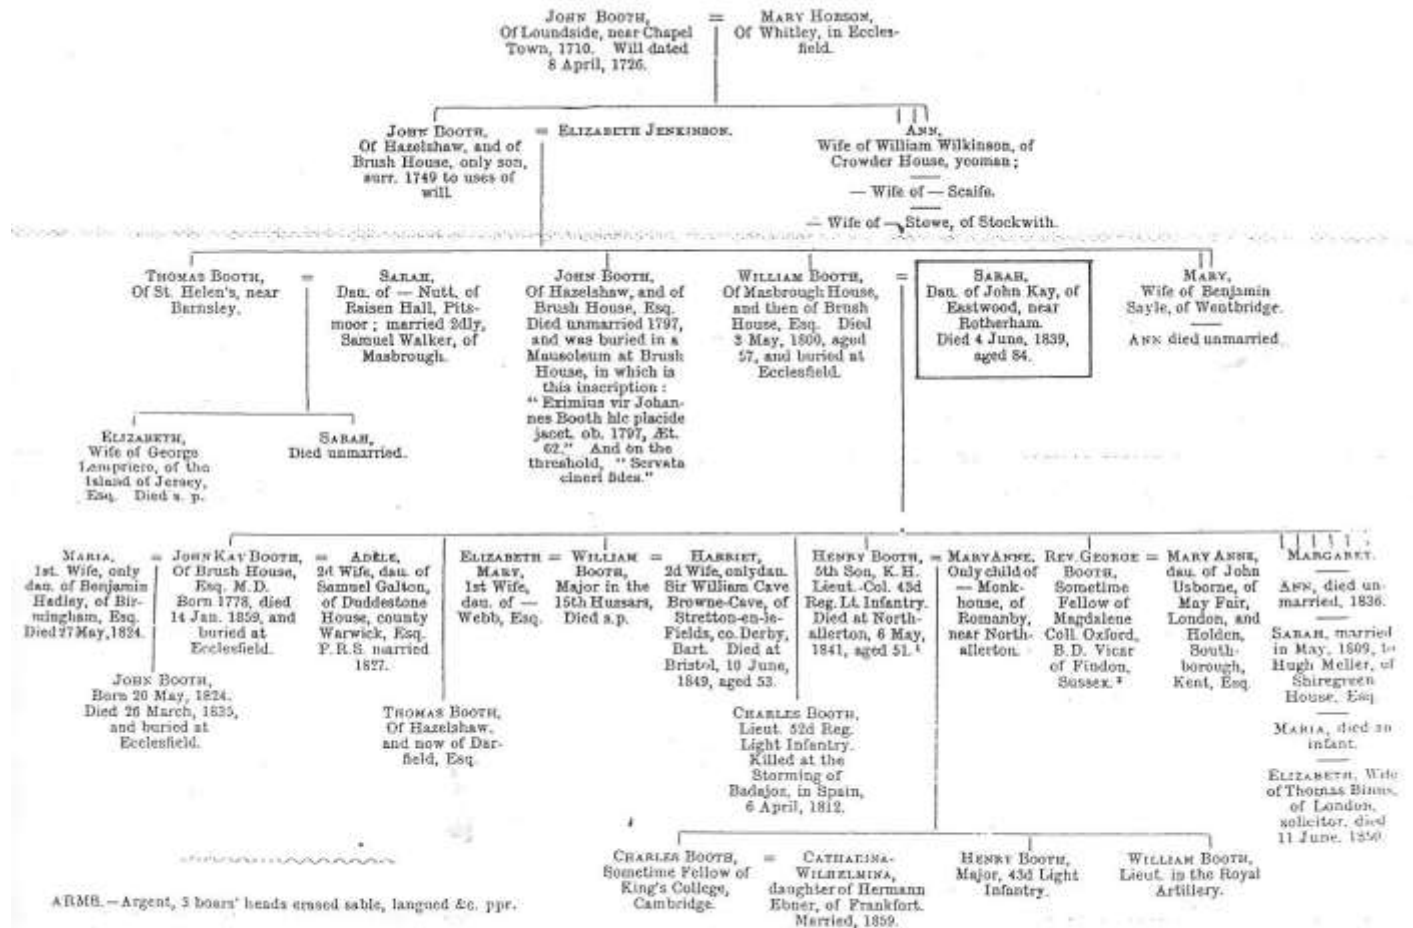 JOHN BOOTH,
Of Loundside, near Chapel
Town, 1710. Will dated
8 April, 1726.
=
MARY HOBSON,
Of Whitley, in Eccles-
field.
JOHN BOOTH,
Of Hazelshaw, and of
Brush House, only son,
surr. 1749 to uses of
will.
= ELIZABETH JENKINSON.
ANN,
Wife of William Wilkinson, of
Crowder House, yeoman;
— Wife of — Scaife.
— Wife of — Stowe, of Stockwith.
THOMAS BOOTH,
Of St. Helen's, near
Barnsley.
=
SARAH,
Dau. of — Nutt, of
Raisen Hall, Pits-
moor; married 2dly,
Samuel Walker, of
Masbrough.
JOHN BOOTH,
Of Hazelshaw, and of
Brush House, Esq.
Died unmarried 1797,
and was buried in a
Mausoleum at Brush
House, in which is
this inscription:
"Eximius vir Johan-
nes Booth hic placide
jacet. ob. 1797, Æt.
62." And on the
threshold, "Servata
cineri fides."
WILLIAM BOOTH,
Of Masbrough House,
and then of Brush
House, Esq. Died
3 May, 1800, aged
57, and buried at
Ecclesfield.
=
SARAH,
Dau. of John Kay, of
Eastwood, near
Rotherham.
Died 4 June, 1839,
aged 84.
MARY,
Wife of Benjamin
Sayle, of Wentbridge.
ANN died unmarried.
ELIZABETH,
Wife of George
Lempriere, of the
Island of Jersey,
Esq. Died s. p.
SARAH,
Died unmarried.
MARIA,
1st. Wife, only
dau. of Benjamin
Hadley, of Bir-
mingham, Esq.
Died 27 May, 1824.
=
JOHN KAY BOOTH,
Of Brush House,
Esq. M.D.
Born 1778, died
14 Jan. 1859, and
buried at
Ecclesfield.
=
ADÈLE,
2d Wife, dau. of
Samuel Galton,
of Duddestone
House, county
Warwick, Esq.
F.R.S. married
1827.
JOHN BOOTH,
Born 20 May, 1824.
Died 26 March, 1835,
and buried at
Ecclesfield.
THOMAS BOOTH,
Of Hazelshaw,
and now of Dar-
field, Esq.
ELIZABETH
MARY,
1st Wife,
dau. of —
Webb, Esq.
=
WILLIAM
BOOTH,
Major in the
15th Hussars,
Died s.p.
=
HARRIET,
2d Wife, only dau.
Sir William Cave
Browne-Cave, of
Stretton-en-le-
Fields, co. Derby,
Bart. Died at
Bristol, 10 June,
1849, aged 53.
CHARLES BOOTH,
Lieut. 52d Reg.
Light Infantry.
Killed at the
Storming of
Badajoz, in Spain,
6 April, 1812.
HENRY BOOTH,
5th Son, K.H.
Lieut.-Col. 43d
Reg. Lt Infantry.
Died at North-
allerton, 6 May,
1841, aged 51.¹
=
MARY ANNE,
Only child of
— Monk-
house, of
Romanby,
near North-
allerton.
REV. GEORGE
BOOTH,
Sometime
Fellow of
Magdalene
Coll. Oxford,
B.D. Vicar
of Findon,
Sussex.²
=
MARY ANNE,
dau. of John
Usborne, of
May Fair,
London, and
Holden,
South-
borough,
Kent, Esq.
MARGARET.
ANN, died un-
married, 1836.
SARAH, married
in May, 1809, to
Hugh Meller, of
Shiregreen
House, Esq.
MARIA, died an
infant.
ELIZABETH, Wife
of Thomas Binns,
of London,
solicitor, died
11 June, 1850.
CHARLES BOOTH,
Sometime Fellow of
King's College,
Cambridge.
=
CATHARINA-
WILHELMINA,
daughter of Hermann
Ebner, of Frankfort.
Married, 1859.
HENRY BOOTH,
Major, 43d Light
Infantry.
WILLIAM BOOTH,
Lieut. in the Royal
Artillery.
ARMS.—Argent, 3 boars' heads erased sable, langued &c. ppr.